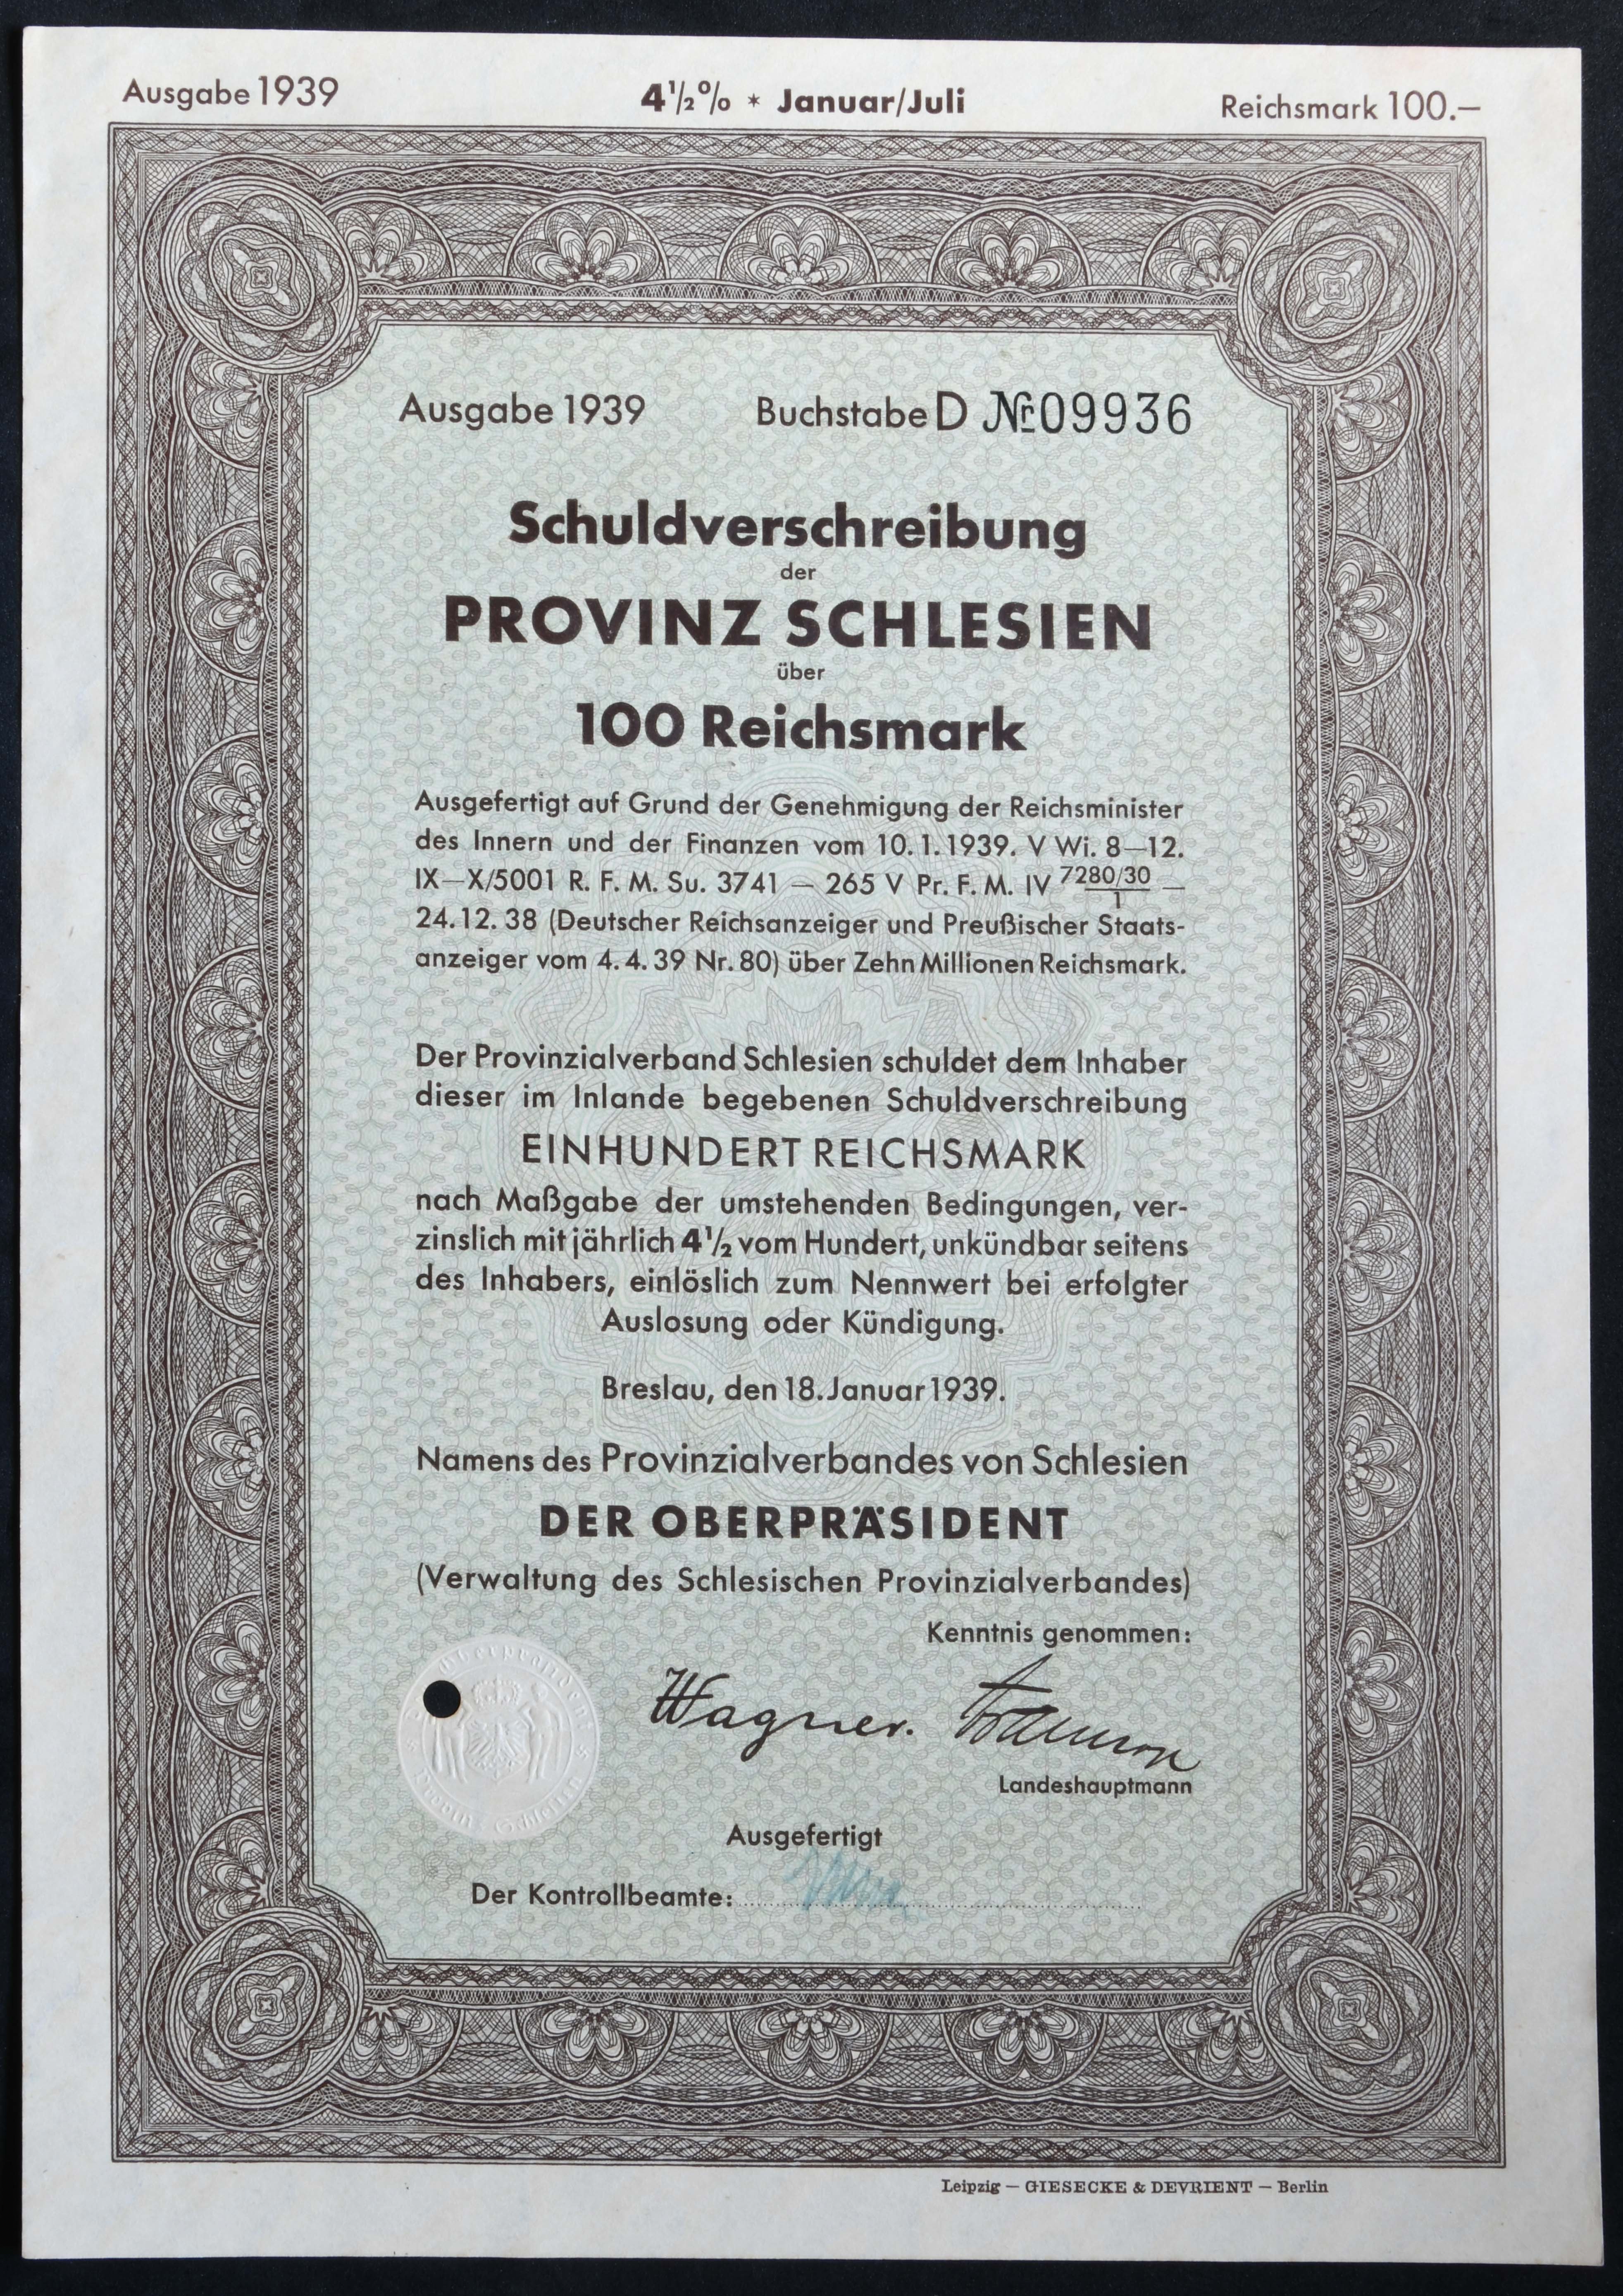 Ausgabe 1939 4½% * Januar/Juli Reichsmark 100.—
Ausgabe 1939 Buchstabe D Nr 09936
Schuldverschreibung
der
PROVINZ SCHLESIEN
über
100 Reichsmark
Ausgefertigt auf Grund der Genehmigung der Reichsminister
des Innern und der Finanzen vom 10.1.1939. V Wi. 8—12.
IX—X/5001 R. F. M. Su. 3741 — 265 V Pr. F. M. IV 7280/30 —
1
24.12.38 (Deutscher Reichsanzeiger und Preußischer Staats-
anzeiger vom 4.4.39 Nr. 80) über Zehn Millionen Reichsmark.
Der Provinzialverband Schlesien schuldet dem Inhaber
dieser im Inlande begebenen Schuldverschreibung
EINHUNDERT REICHSMARK
nach Maßgabe der umstehenden Bedingungen, ver-
zinslich mit jährlich 4½ vom Hundert, unkündbar seitens
des Inhabers, einlöslich zum Nennwert bei erfolgter
Auslosung oder Kündigung.
Breslau, den 18. Januar 1939.
Namens des Provinzialverbandes von Schlesien
DER OBERPRÄSIDENT
(Verwaltung des Schlesischen Provinzialverbandes)
Kenntnis genommen:
Wagner.
Landeshauptmann
Ausgefertigt
Der Kontrollbeamte:
Leipzig — GIESECKE & DEVRIENT — Berlin